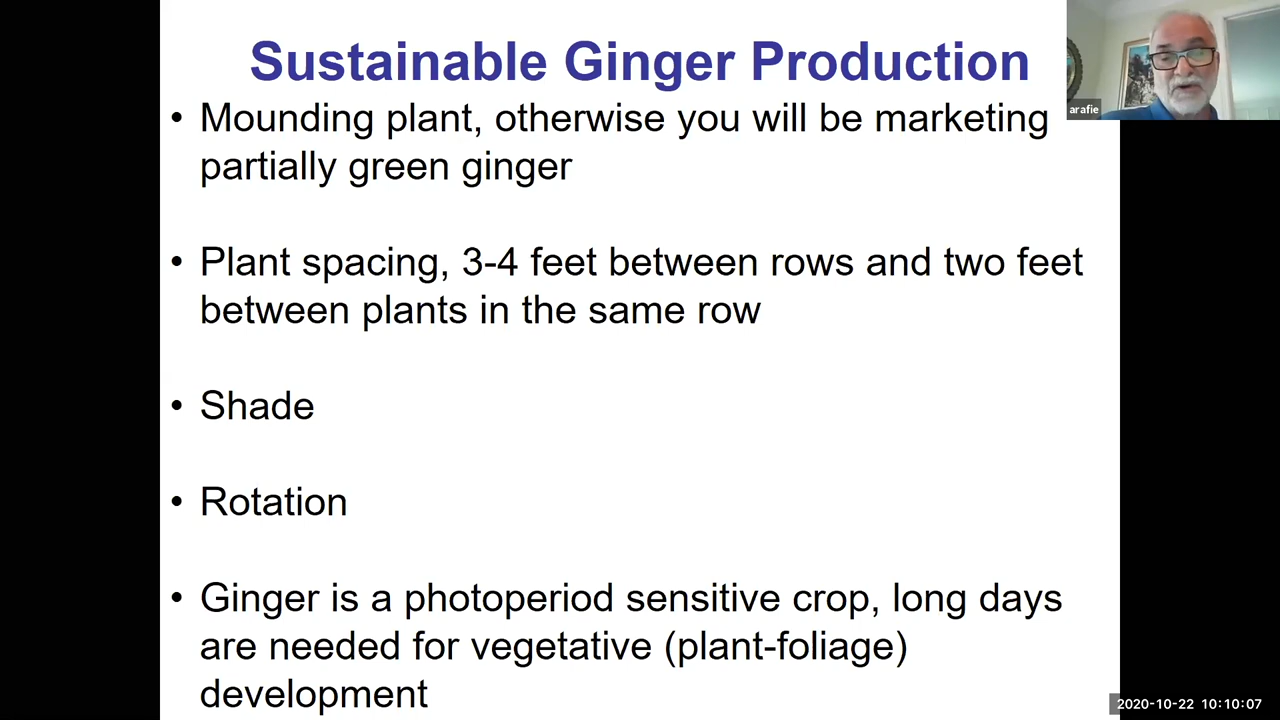 Sustainable Ginger Production
• Mounding plant, otherwise you will be marketing
partially green ginger
• Plant spacing, 3-4 feet between rows and two feet
between plants in the same row
• Shade
• Rotation
• Ginger is a photoperiod sensitive crop, long days
are needed for vegetative (plant-foliage)
development
arafie
2020-10-22 10:10:07